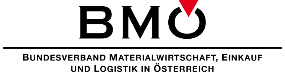 BMÖ
BUNDESVERBAND MATERIALWIRTSCHAFT, EINKAUF
UND LOGISTIK IN ÖSTERREICH